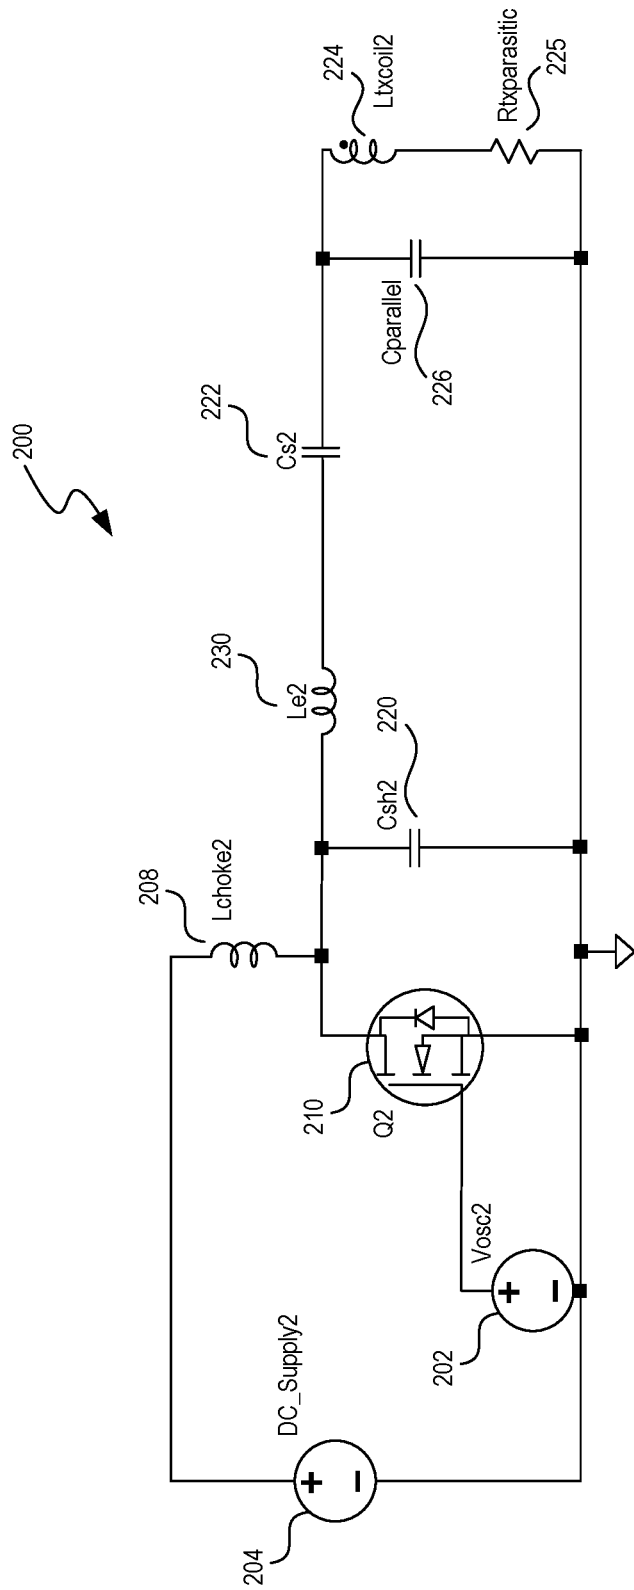 200
204
DC_Supply2
202
Vosc2
208
Lchoke2
210
Q2
220
Csh2
230
Le2
222
Cs2
226
Cparallel
224
Ltxcoil2
Rtxparasitic
225
+
−
+
−